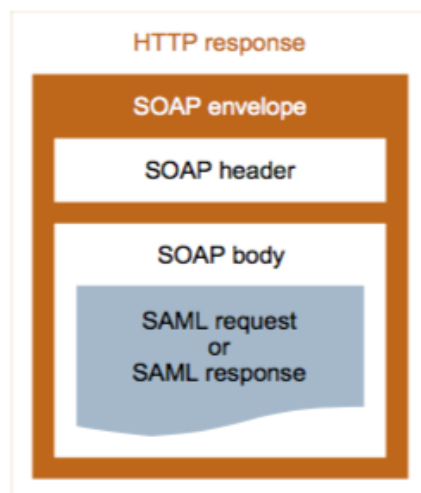 HTTP response
SOAP envelope
SOAP header
SOAP body
SAML request
or
SAML response